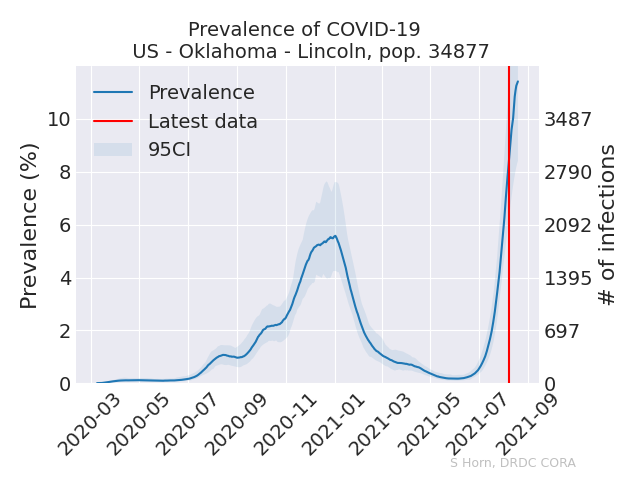 Prevalence of COVID-19
US - Oklahoma - Lincoln, pop. 34877
Prevalence
Latest data
95CI
Prevalence (%)
10
8
6
4
2
0
3487
2790
2092
1395
697
0
# of infections
2020-03
2020-05
2020-07
2020-09
2020-11
2021-01
2021-03
2021-05
2021-07
2021-09
S Horn, DRDC CORA